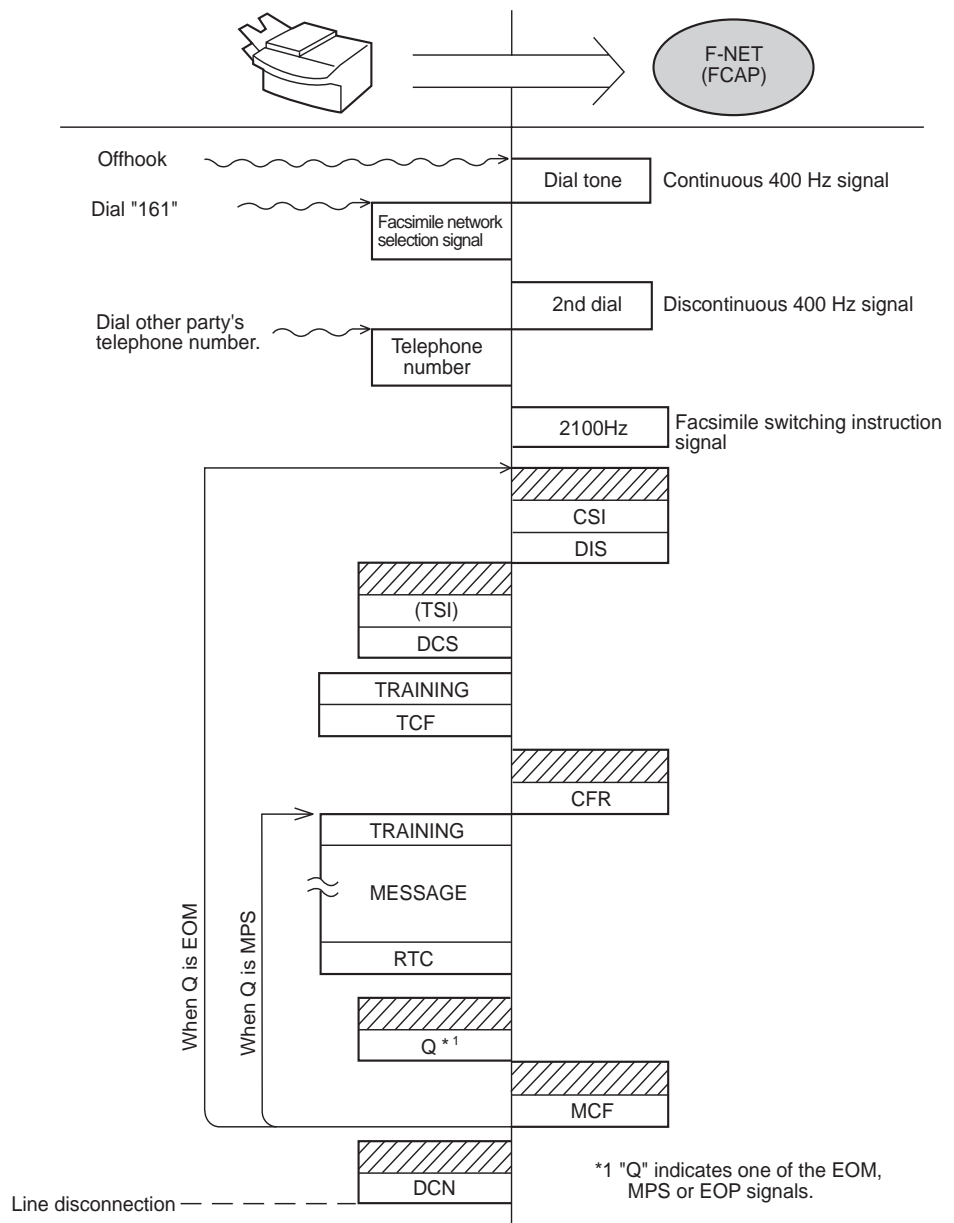 F-NET
(FCAP)
Offhook
Dial tone
Continuous 400 Hz signal
Dial "161"
Facsimile network
selection signal
2nd dial
Discontinuous 400 Hz signal
Dial other party's
telephone number.
Telephone
number
2100Hz
Facsimile switching instruction
signal
CSI
DIS
(TSI)
DCS
TRAINING
TCF
CFR
TRAINING
MESSAGE
RTC
When Q is EOM
When Q is MPS
Q *1
MCF
DCN
Line disconnection
*1 "Q" indicates one of the EOM,
MPS or EOP signals.